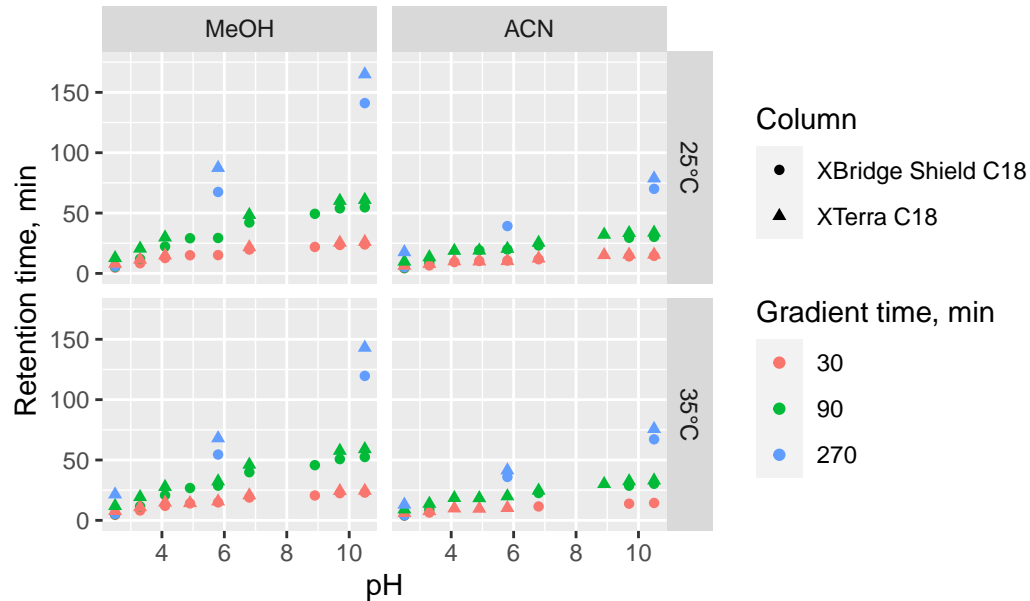 MeOH
ACN
Retention time, min
150
100
50
0
25°C
150
100
50
0
35°C
4
6
8
10
4
6
8
10
pH
Column
XBridge Shield C18
XTerra C18
Gradient time, min
30
90
270